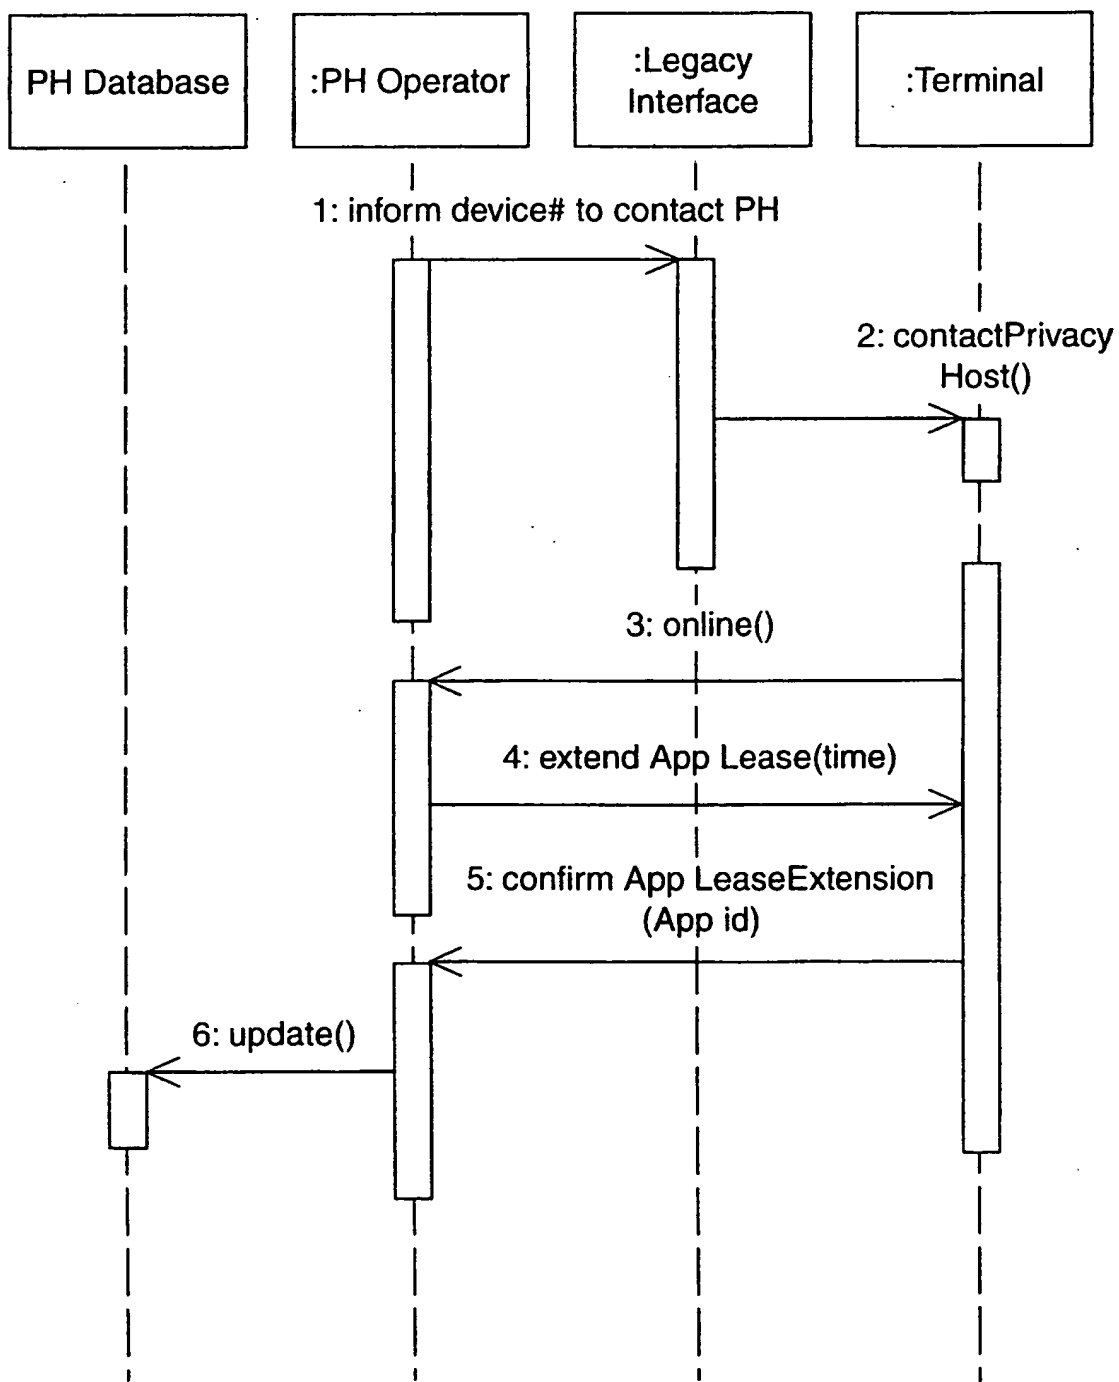 PH Database
:PH Operator
:Legacy
Interface
:Terminal
1: inform device# to contact PH
2: contactPrivacy
Host()
3: online()
4: extend App Lease(time)
5: confirm App LeaseExtension
(App id)
6: update()